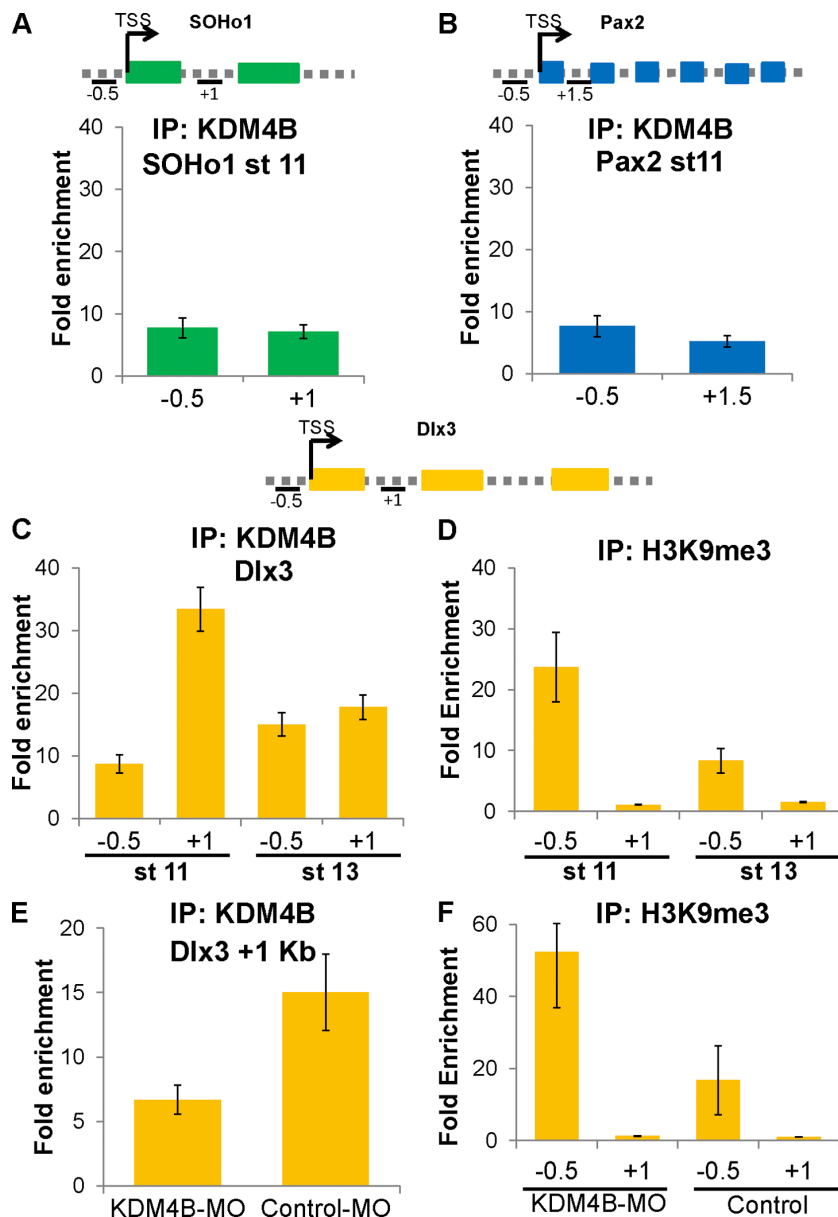 A
TSS
SOHo1
-0.5
+1
IP: KDM4B
SOHo1 st 11
Fold enrichment
40
30
20
10
0
-0.5
+1
B
TSS
Pax2
-0.5
+1.5
IP: KDM4B
Pax2 st11
Fold enrichment
40
30
20
10
0
-0.5
+1.5
TSS
Dlx3
-0.5
+1
C
IP: KDM4B
Dlx3
Fold enrichment
40
30
20
10
0
-0.5
+1
-0.5
+1
st 11
st 13
D
IP: H3K9me3
Fold Enrichment
40
30
20
10
0
-0.5
+1
-0.5
+1
st 11
st 13
E
IP: KDM4B
Dlx3 +1 Kb
Fold enrichment
20
15
10
5
0
KDM4B-MO
Control-MO
F
IP: H3K9me3
Fold Enrichment
60
40
20
0
-0.5
+1
-0.5
+1
KDM4B-MO
Control